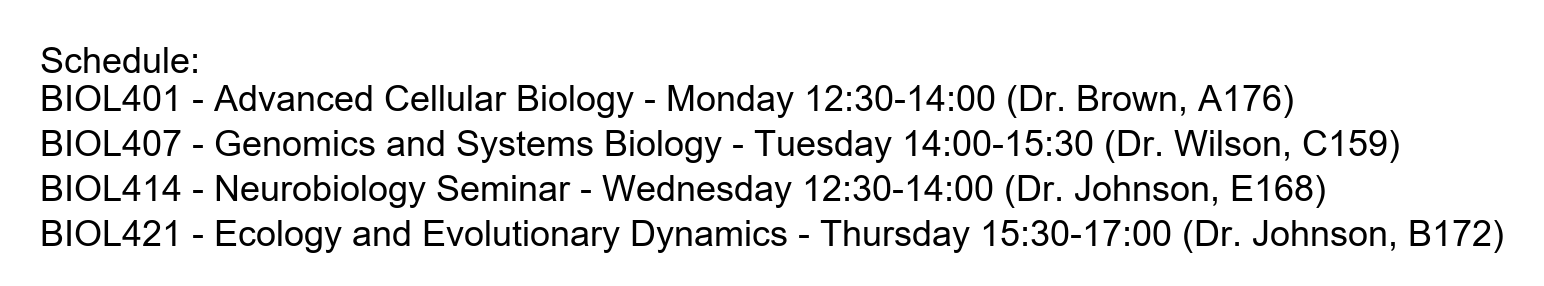 Schedule:
BIOL401 - Advanced Cellular Biology - Monday 12:30-14:00 (Dr. Brown, A176)
BIOL407 - Genomics and Systems Biology - Tuesday 14:00-15:30 (Dr. Wilson, C159)
BIOL414 - Neurobiology Seminar - Wednesday 12:30-14:00 (Dr. Johnson, E168)
BIOL421 - Ecology and Evolutionary Dynamics - Thursday 15:30-17:00 (Dr. Johnson, B172)